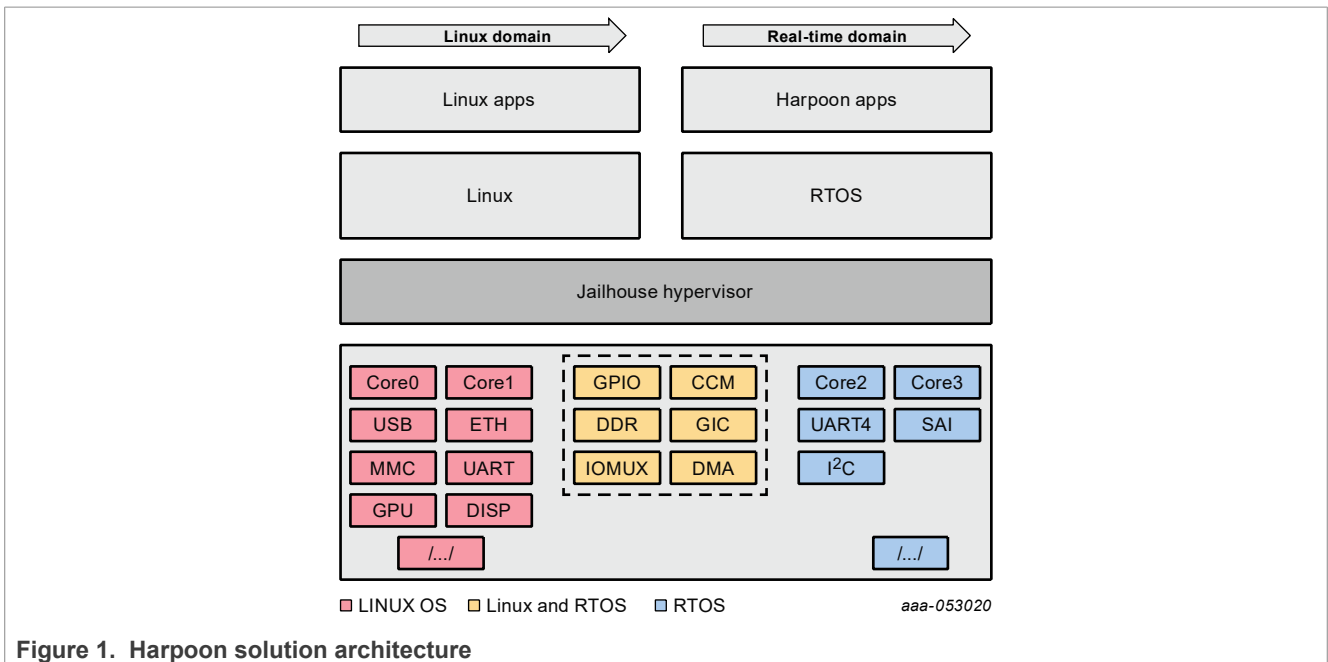 Linux domain Real-time domain
Linux apps Harpoon apps
Linux RTOS
Jailhouse hypervisor
Core0 Core1 GPIO CCM Core2 Core3
USB ETH DDR GIC UART4 SAI
MMC UART IOMUX DMA I²C
GPU DISP
/.../ /.../
LINUX OS Linux and RTOS RTOS aaa-053020
Figure 1. Harpoon solution architecture